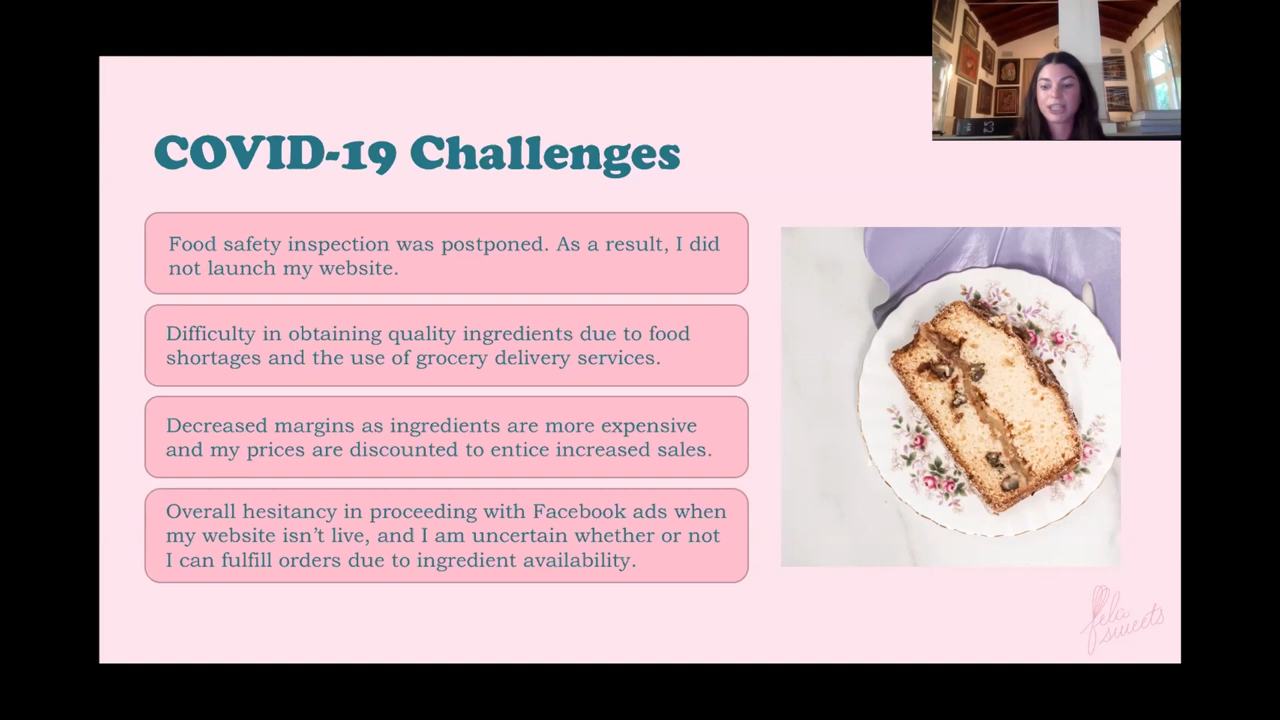 COVID-19 Challenges
Food safety inspection was postponed. As a result, I did
not launch my website.
Difficulty in obtaining quality ingredients due to food
shortages and the use of grocery delivery services.
Decreased margins as ingredients are more expensive
and my prices are discounted to entice increased sales.
Overall hesitancy in proceeding with Facebook ads when
my website isn’t live, and I am uncertain whether or not
I can fulfill orders due to ingredient availability.
sweets